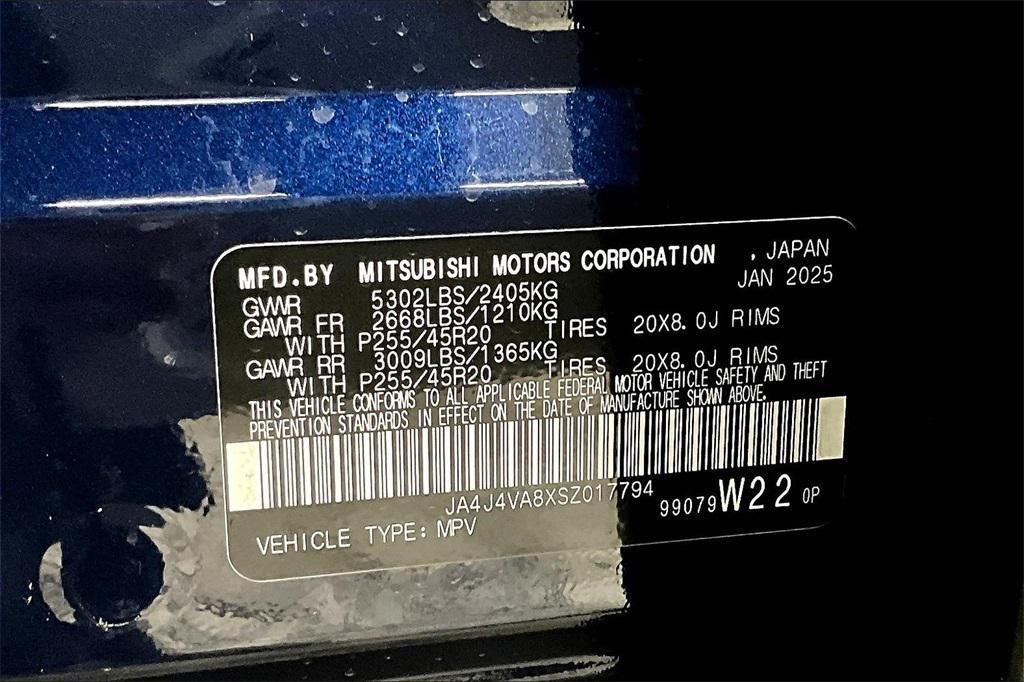 MFD.BY MITSUBISHI MOTORS CORPORATION , JAPAN
JAN 2025
GVWR 5302LBS/2405KG
GAWR FR 2668LBS/1210KG
WITH P255/45R20 TIRES 20X8.0J RIMS
GAWR RR 3009LBS/1365KG
WITH P255/45R20 TIRES 20X8.0J RIMS
THIS VEHICLE CONFORMS TO ALL APPLICABLE FEDERAL MOTOR VEHICLE SAFETY AND THEFT
PREVENTION STANDARDS IN EFFECT ON THE DATE OF MANUFACTURE SHOWN ABOVE.
JA4J4VA8XSZ017794
99079 W22 0P
VEHICLE TYPE: MPV